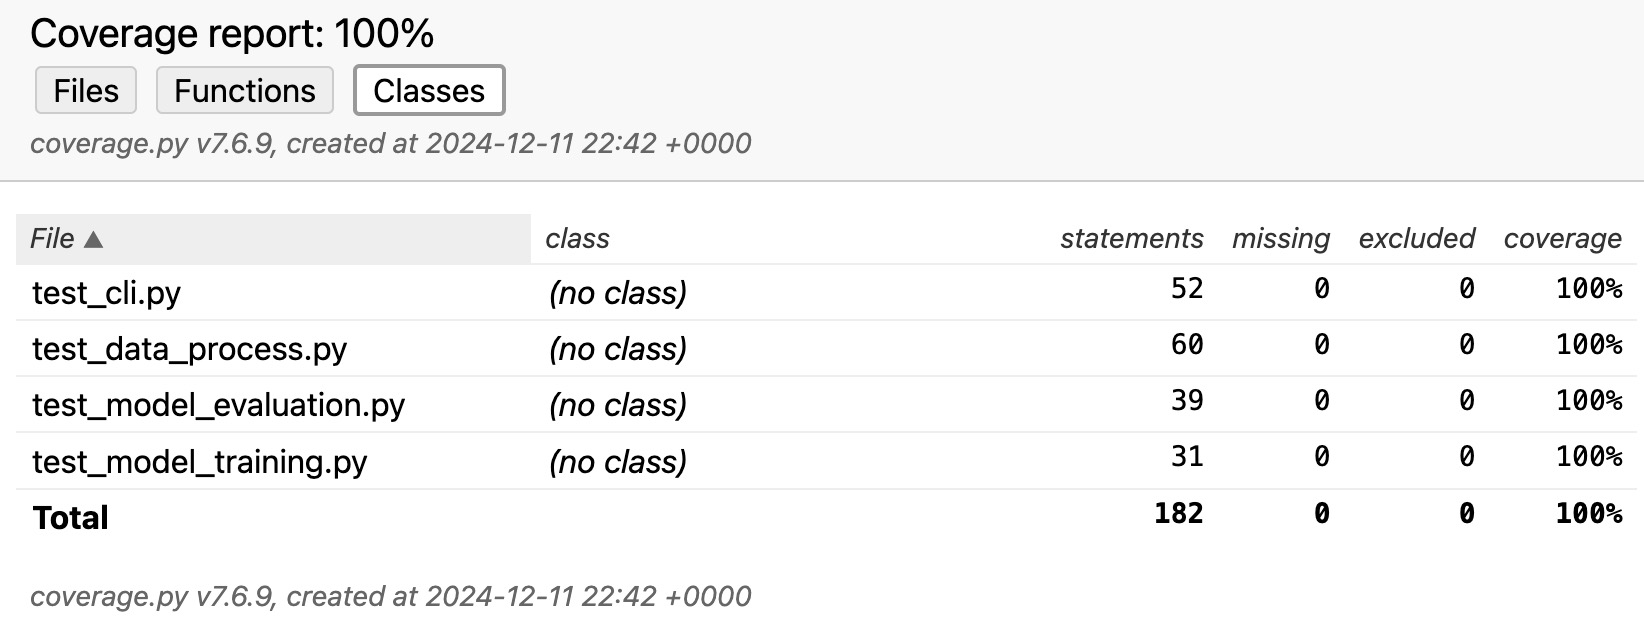 Coverage report: 100%
Files Functions Classes
coverage.py v7.6.9, created at 2024-12-11 22:42 +0000
File ▲ class statements missing excluded coverage
test_cli.py (no class) 52 0 0 100%
test_data_process.py (no class) 60 0 0 100%
test_model_evaluation.py (no class) 39 0 0 100%
test_model_training.py (no class) 31 0 0 100%
Total 182 0 0 100%
coverage.py v7.6.9, created at 2024-12-11 22:42 +0000